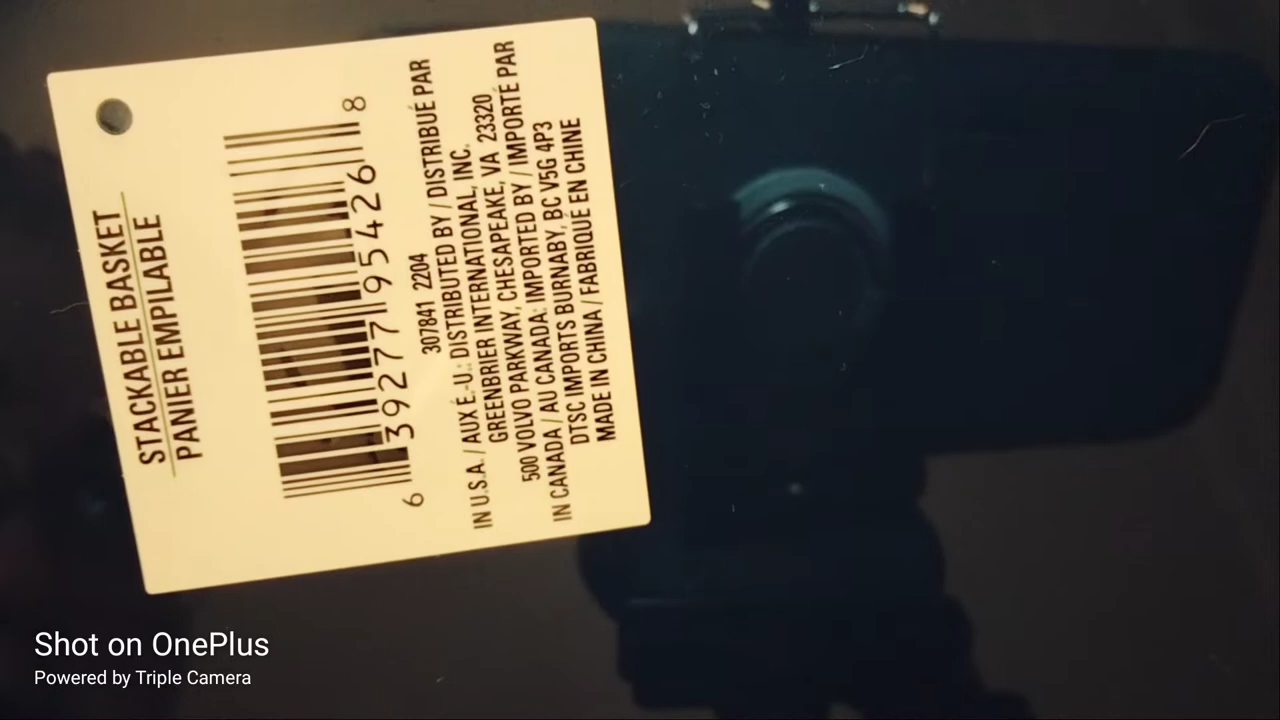 STACKABLE BASKET
PANIER EMPILABLE
6 39277 95426 8
307841 2204
IN U.S.A. / AUX É.-U.: DISTRIBUTED BY / DISTRIBUÉ PAR
GREENBRIER INTERNATIONAL, INC.
500 VOLVO PARKWAY, CHESAPEAKE, VA 23320
IN CANADA / AU CANADA: IMPORTED BY / IMPORTÉ PAR
DTSC IMPORTS BURNABY, BC V5G 4P3
MADE IN CHINA / FABRIQUÉ EN CHINE
Shot on OnePlus
Powered by Triple Camera